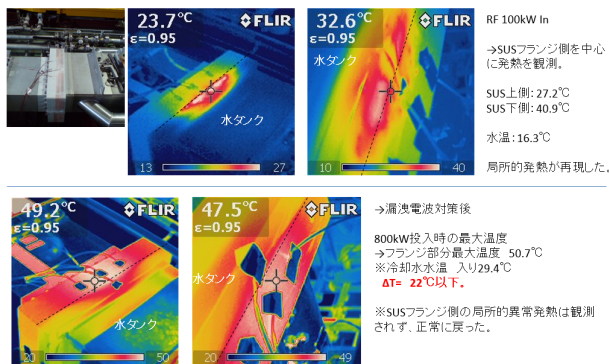 23.7℃ FLIR
ε=0.95
水タンク
13 27
32.6℃ FLIR
ε=0.95
水タンク
10 40
RF 100kW In
→SUSフランジ側を中心
に発熱を観測。
SUS上側：27.2℃
SUS下側：40.9℃
水温：16.3℃
局所的発熱が再現した。
49.2℃ FLIR
ε=0.95
水タンク
20 50
47.5℃ FLIR
ε=0.95
水タンク
20 49
→漏洩電波対策後
800kW投入時の最大温度
→フランジ部分最大温度 50.7℃
※冷却水水温 入り29.4℃
ΔT= 22℃以下。
※SUSフランジ側の局所的異常発熱は観測
されず、正常に戻った。